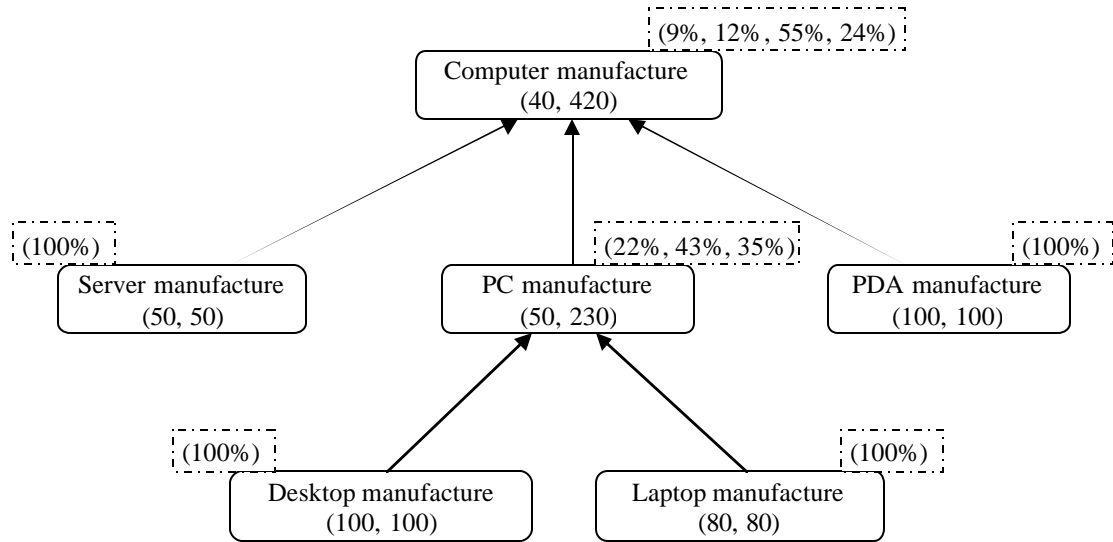 (9%, 12%, 55%, 24%)
Computer manufacture
(40, 420)
(100%)
(22%, 43%, 35%)
(100%)
Server manufacture
(50, 50)
PC manufacture
(50, 230)
PDA manufacture
(100, 100)
(100%)
(100%)
Desktop manufacture
(100, 100)
Laptop manufacture
(80, 80)